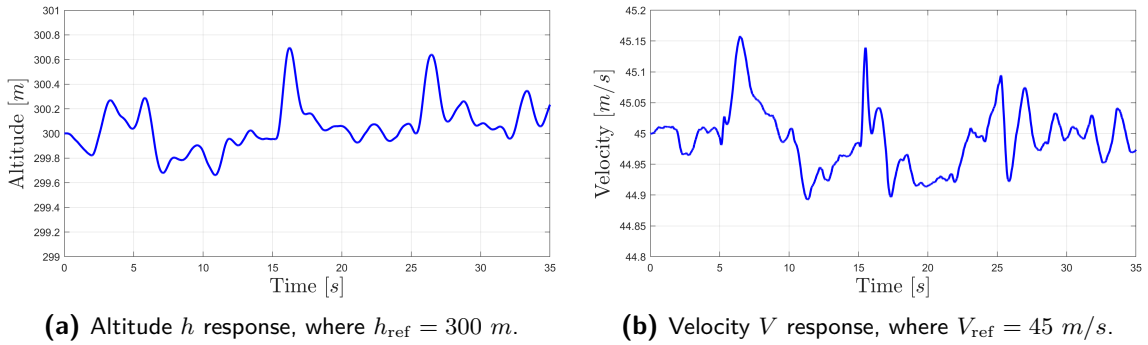 301
300.8
300.6
300.4
300.2
300
299.8
299.6
299.4
299.2
299
Altitude [m]
0 5 10 15 20 25 30 35
Time [s]
(a) Altitude h response, where h_ref = 300 m.
45.2
45.15
45.1
45.05
45
44.95
44.9
44.85
44.8
Velocity [m/s]
0 5 10 15 20 25 30 35
Time [s]
(b) Velocity V response, where V_ref = 45 m/s.